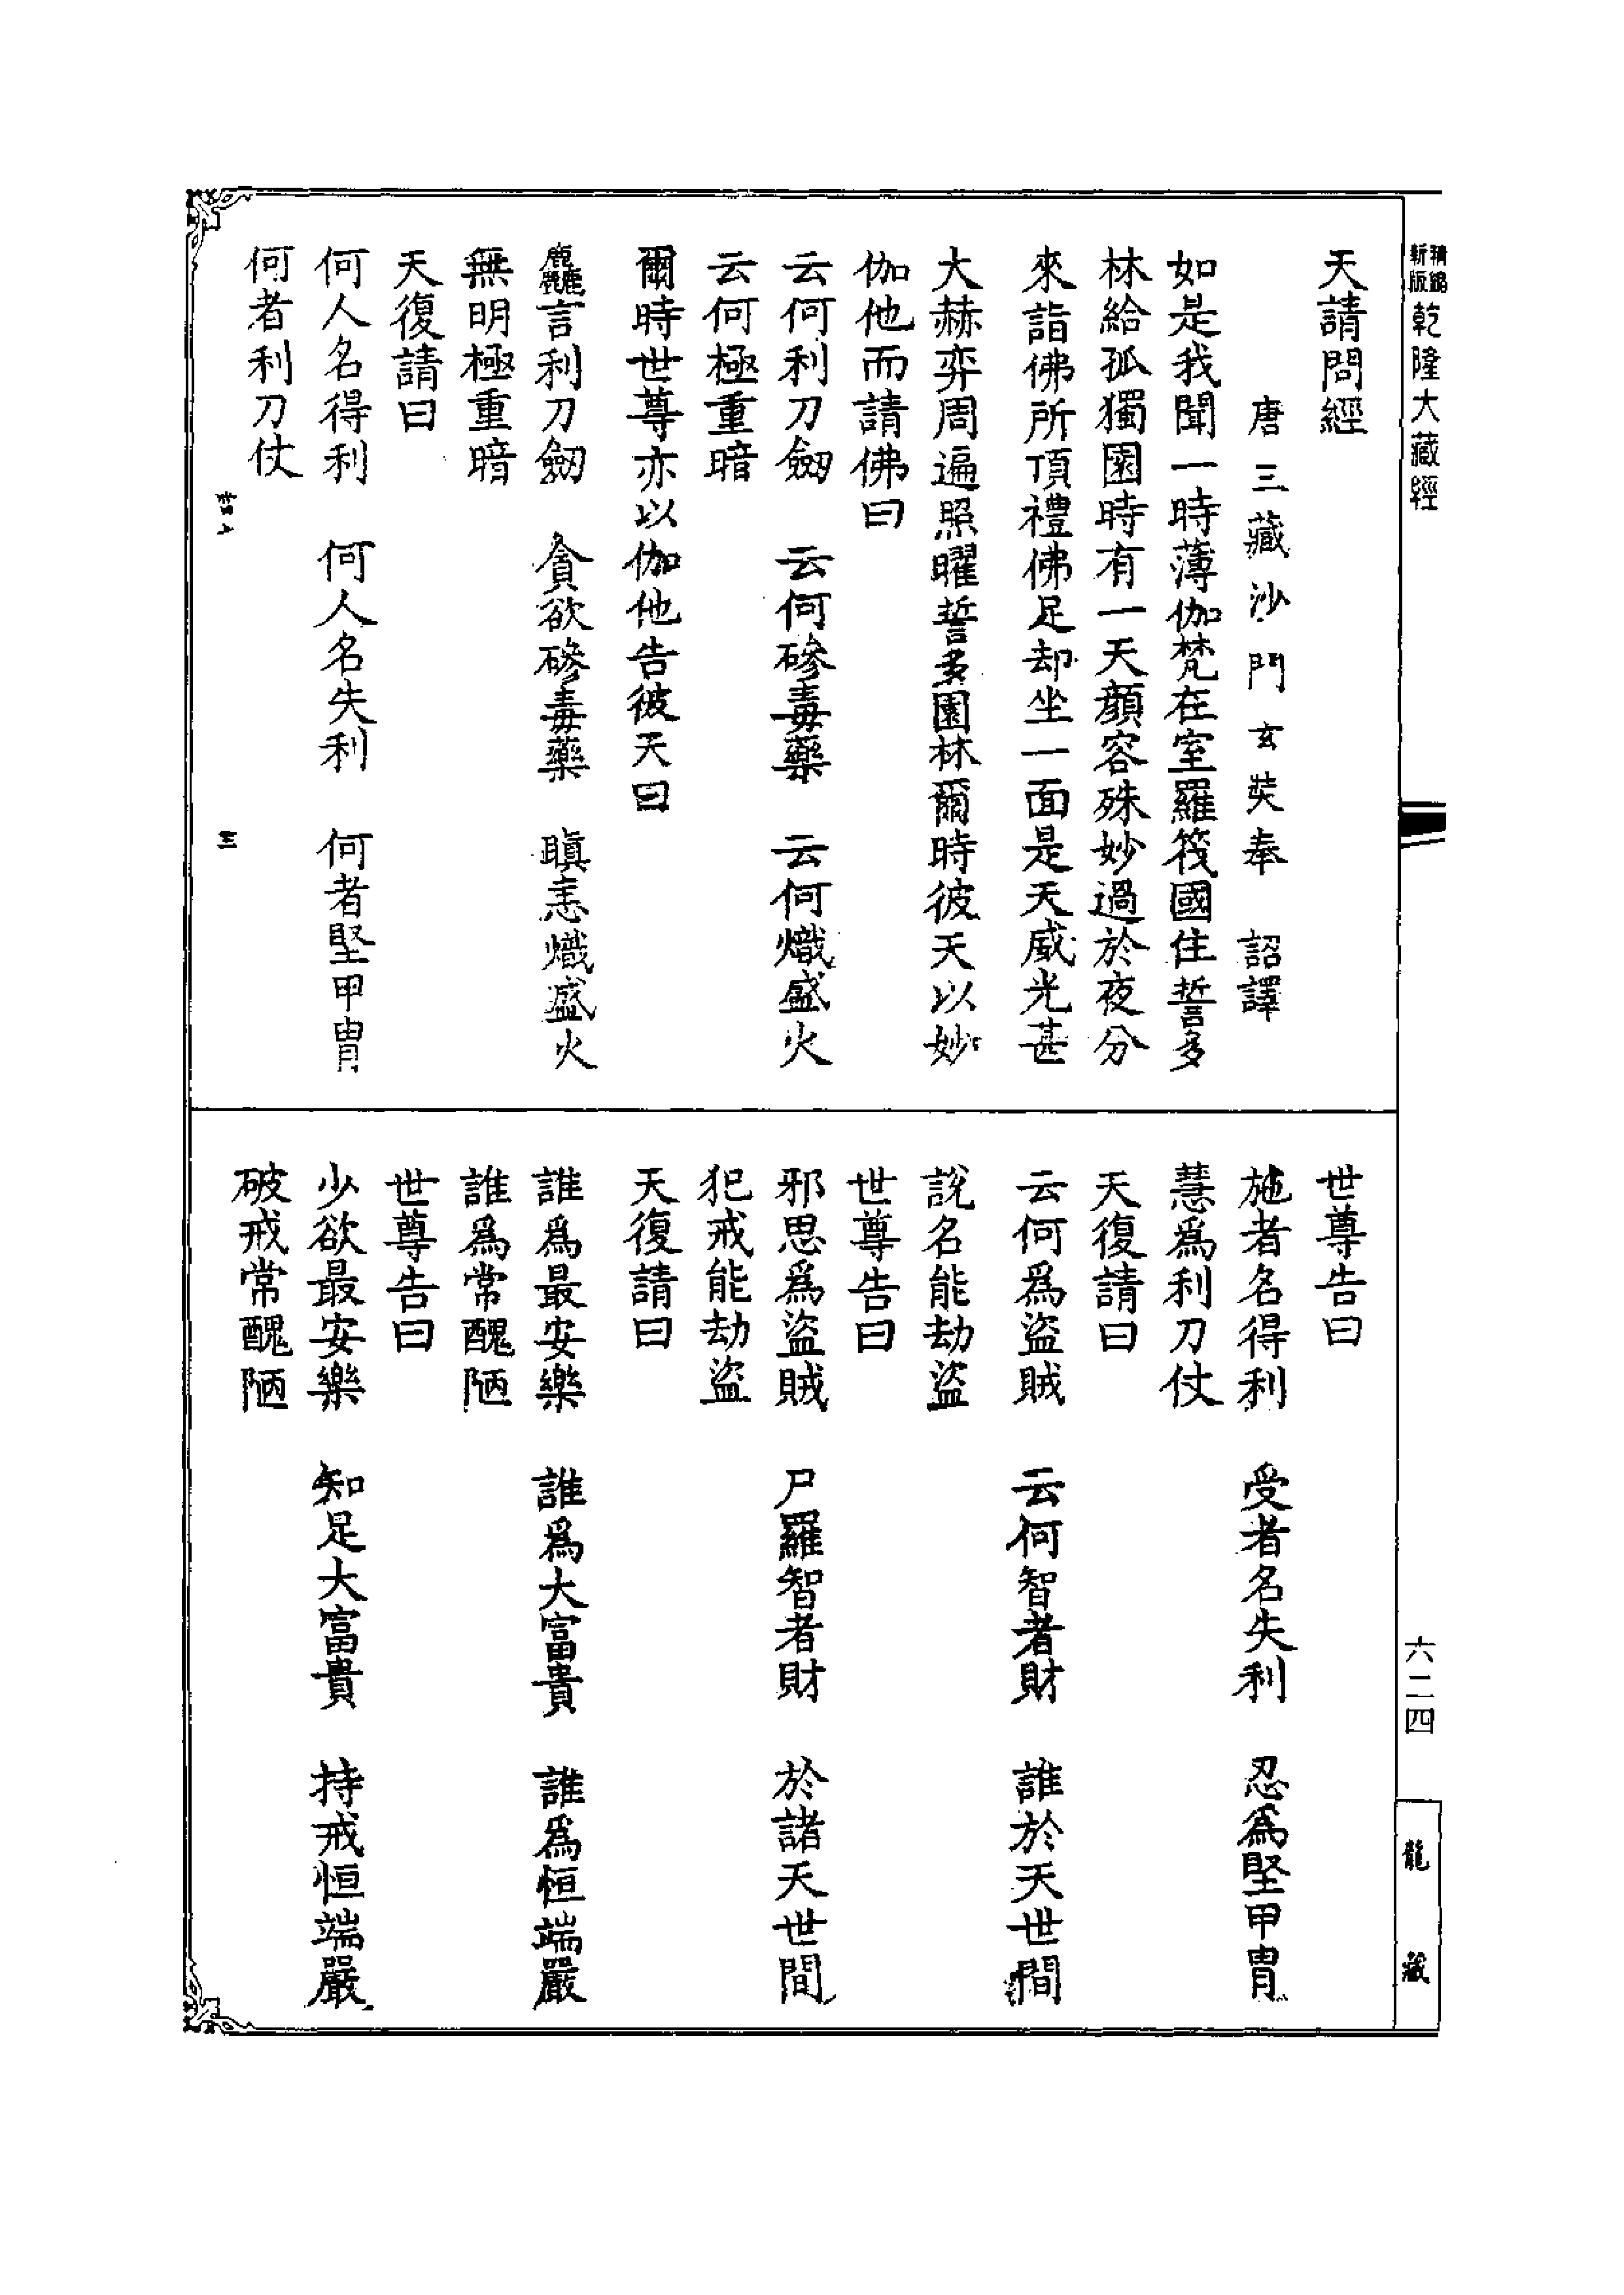 精編
新版
乾隆大藏經
天請問經
唐三藏沙門玄奘奉 詔譯
如是我聞一時薄伽梵在室羅筏國住誓多
林給孤獨園時有一天顏容殊妙過於夜分
來詣佛所頂禮佛足却坐一面是天威光甚
大赫弈周遍照曜誓多園林爾時彼天以妙
伽他而請佛曰
云何利刀劒 云何磣毒藥 云何熾盛火
云何極重暗
爾時世尊亦以伽他告彼天曰
麤言利刀劒 貪欲磣毒藥 瞋恚熾盛火
無明極重暗
天復請曰
何人名得利 何人名失利 何者堅甲冑
何者利刀仗
三
世尊告曰
施者名得利 受者名失利 忍爲堅甲冑
慧爲利刀仗
天復請曰
云何爲盜賊 云何智者財 誰於天世間
說名能劫盜
世尊告曰
邪思爲盜賊 尸羅智者財 於諸天世間
犯戒能劫盜
天復請曰
誰爲最安樂 誰爲大富貴 誰爲恒端嚴
誰爲常醜陋
世尊告曰
少欲最安樂 知足大富貴 持戒恒端嚴
破戒常醜陋
六二四
龍藏